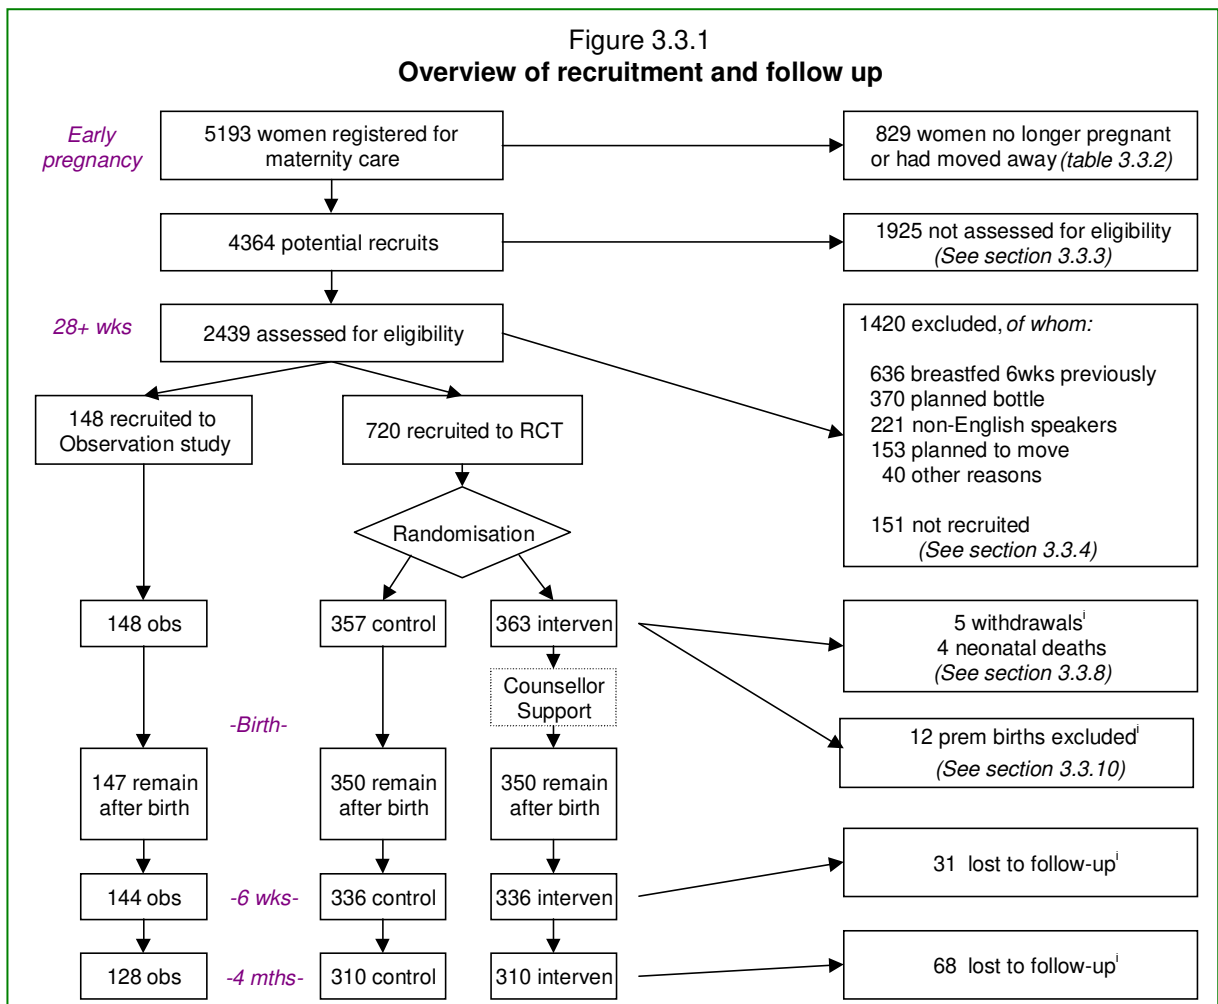 Figure 3.3.1
Overview of recruitment and follow up
Early
pregnancy
5193 women registered for
maternity care
829 women no longer pregnant
or had moved away (table 3.3.2)
4364 potential recruits
1925 not assessed for eligibility
(See section 3.3.3)
28+ wks
2439 assessed for eligibility
1420 excluded, of whom:
636 breastfed 6wks previously
370 planned bottle
221 non-English speakers
153 planned to move
40 other reasons
151 not recruited
(See section 3.3.4)
148 recruited to
Observation study
720 recruited to RCT
Randomisation
148 obs
357 control
363 interven
5 withdrawals^i
4 neonatal deaths
(See section 3.3.8)
Counsellor
Support
-Birth-
12 prem births excluded^i
(See section 3.3.10)
147 remain
after birth
350 remain
after birth
350 remain
after birth
31 lost to follow-up^i
144 obs
-6 wks-
336 control
336 interven
128 obs
-4 mths-
310 control
310 interven
68 lost to follow-up^i